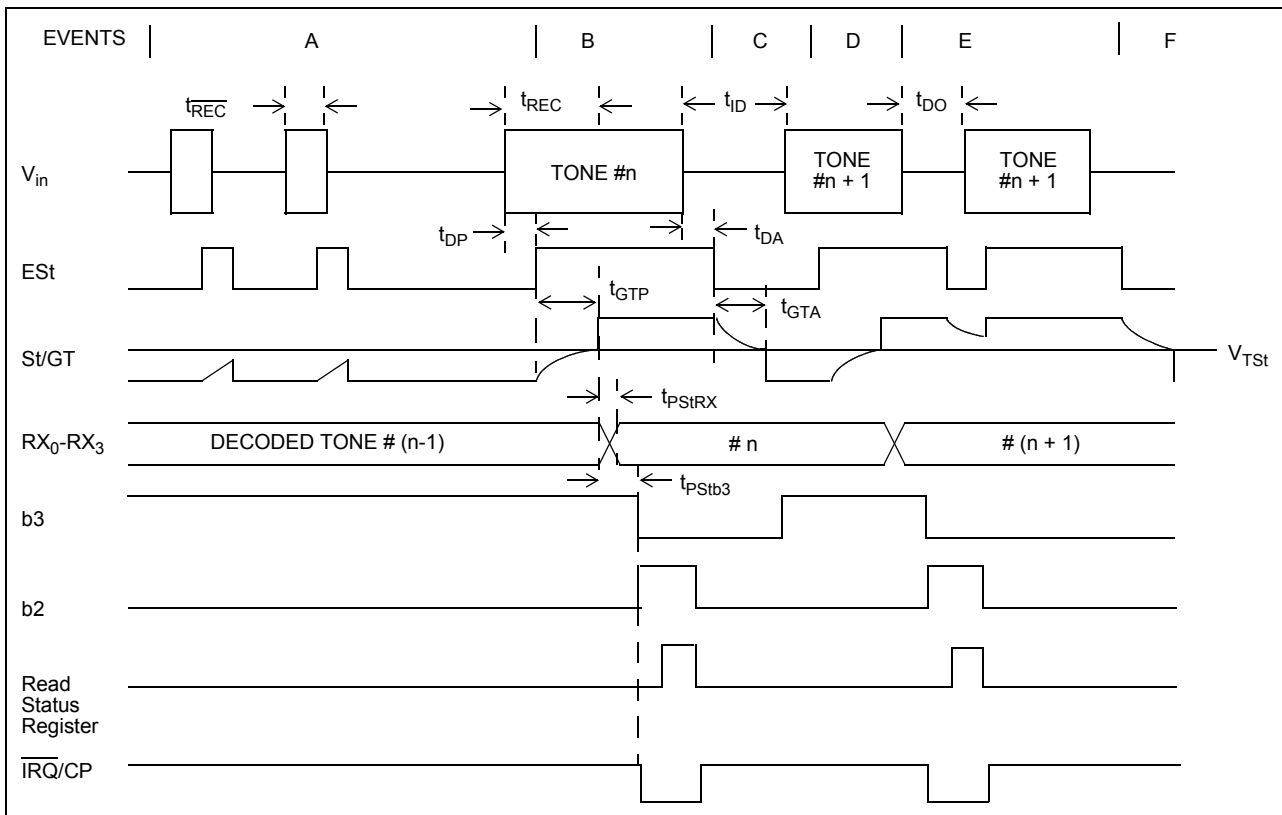 EVENTS A B C D E F
tREC tREC tID tDO
Vin TONE #n TONE #n + 1 TONE #n + 1
tDP tDA
ESt
tGTP tGTA
St/GT VTSt
tPStRX
RX0-RX3 DECODED TONE # (n-1) # n # (n + 1)
tPStb3
b3
b2
Read
Status
Register
IRQ/CP